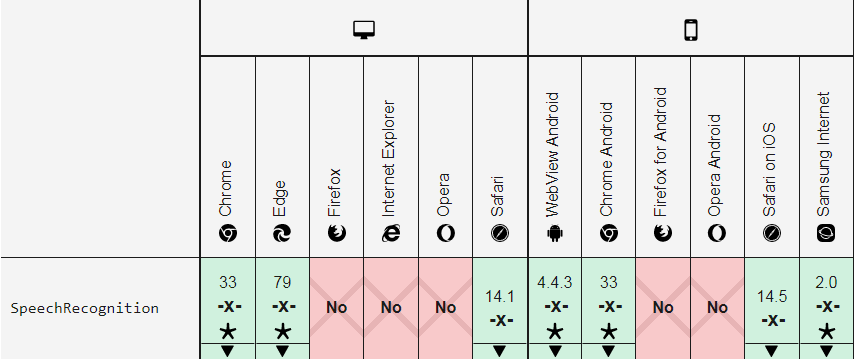 Chrome
Edge
Firefox
Internet Explorer
Opera
Safari
WebView Android
Chrome Android
Firefox for Android
Opera Android
Safari on iOS
Samsung Internet
SpeechRecognition
33 -x- *
79 -x- *
No
No
No
14.1 -x-
4.4.3 -x- *
33 -x- *
No
No
14.5 -x-
2.0 -x- *